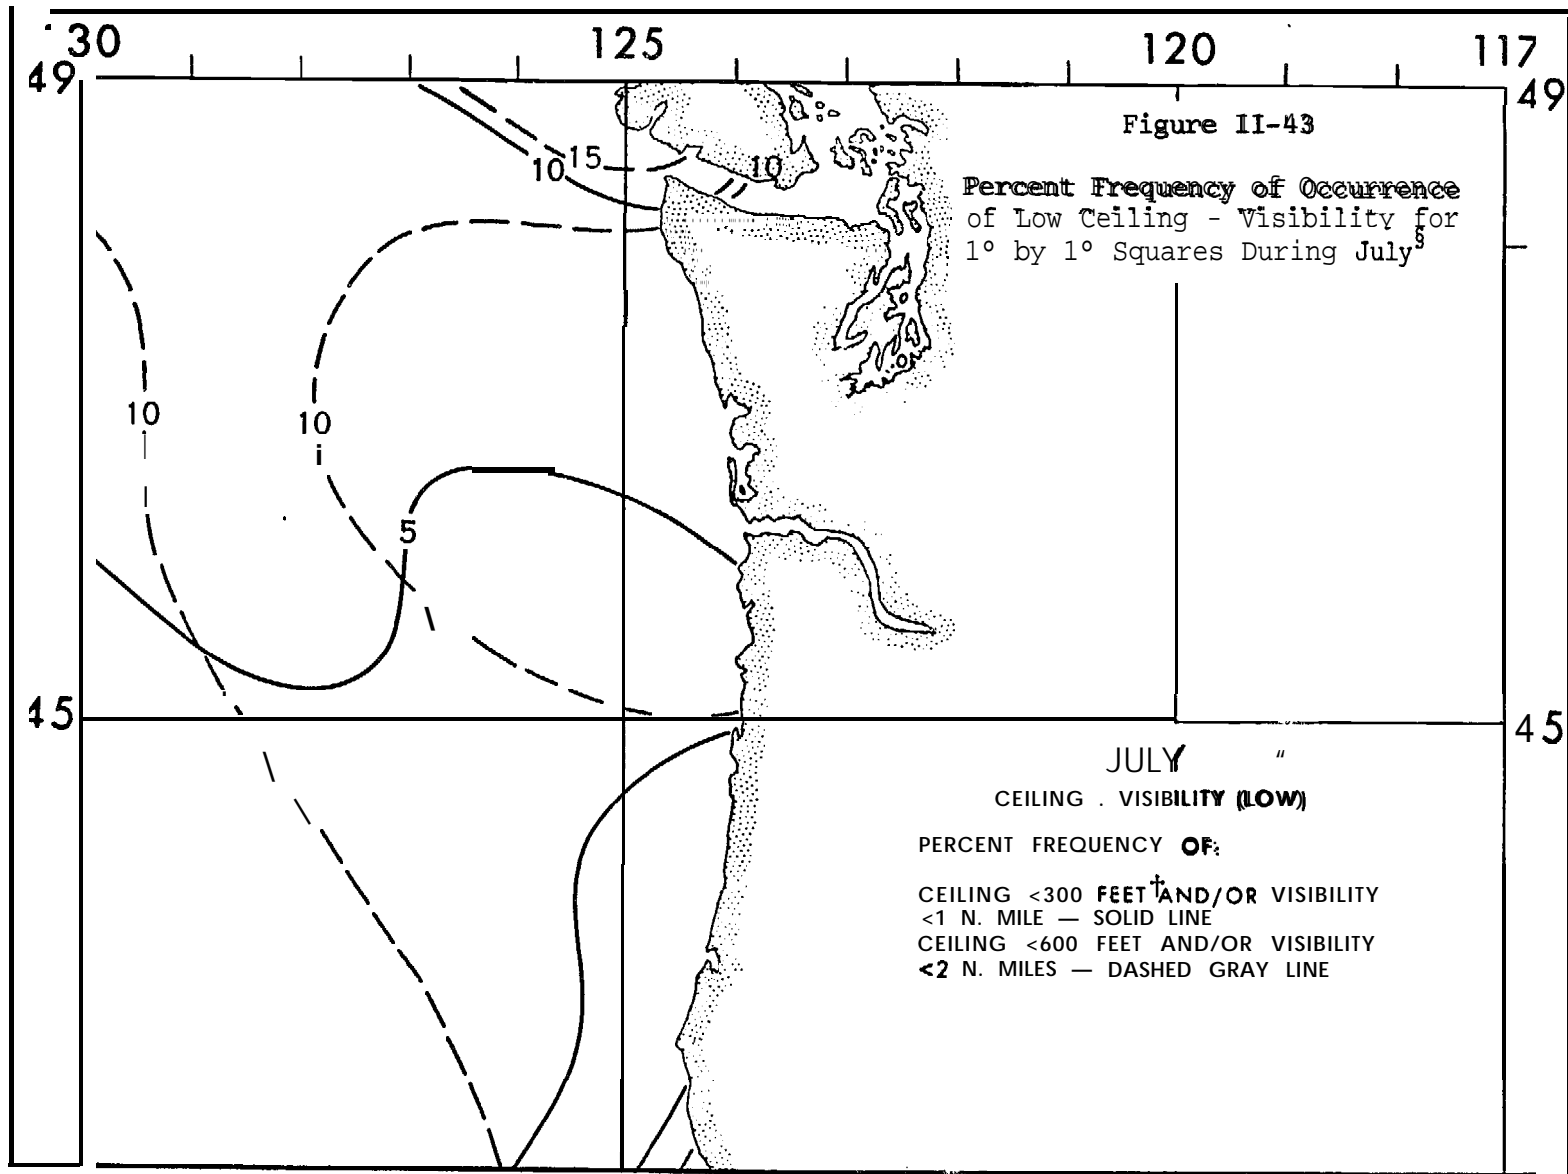 30 125 120 117
49 49
Figure II-43
Percent Frequency of Occurrence
of Low Ceiling - Visibility for
1° by 1° Squares During July§
15
10 10
10 10
5
45 45
JULY "
CEILING . VISIBILITY (LOW)
PERCENT FREQUENCY OF:
CEILING <300 FEET† AND/OR VISIBILITY
<1 N. MILE — SOLID LINE
CEILING <600 FEET AND/OR VISIBILITY
<2 N. MILES — DASHED GRAY LINE